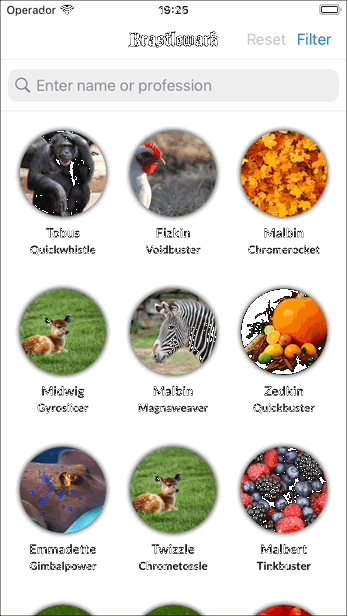 Operador 19:25
Brastlewark Reset Filter
Enter name or profession
Tobus Fizkin Malbin
Quickwhistle Voidbuster Chromerocket
Midwig Malbin Zedkin
Gyroslicer Magnaweaver Quickbuster
Emmadette Twizzle Malbert
Gimbalpower Chrometossle Tinkbuster